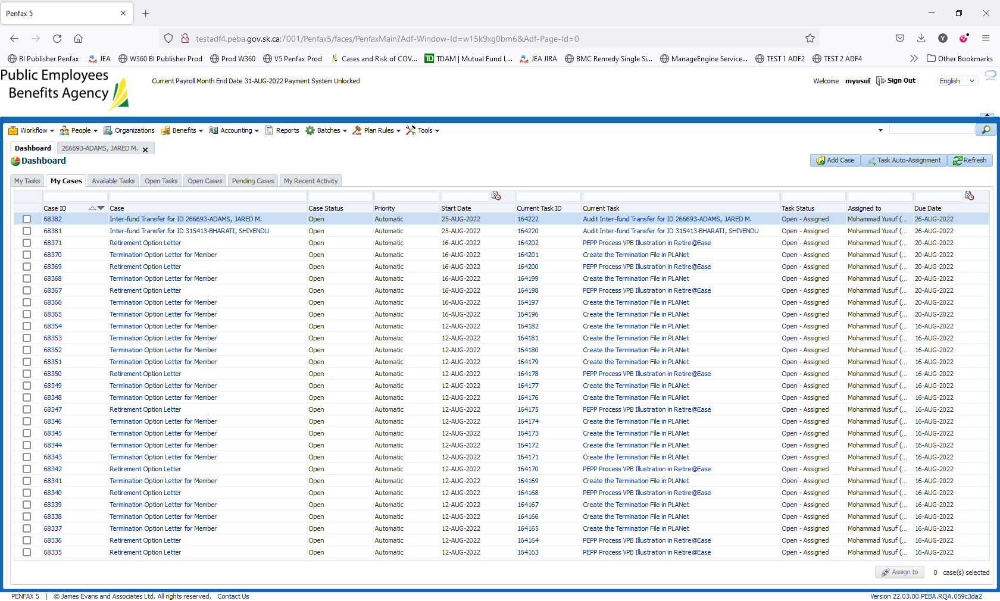 Penfax 5
testadf4.peba.gov.sk.ca:7001/Penfax5/faces/PenfaxMain?Adf-Window-Id=w15k9xg0bm6&Adf-Page-Id=0
BI Publisher Penfax JEA W360 BI Publisher Prod Prod W360 V5 Penfax Prod Cases and Risk of COV... TDAM | Mutual Fund L... JEA JIRA BMC Remedy Single Si... ManageEngine Service... TEST 1 ADF2 TEST 2 ADF4 Other Bookmarks
Public Employees
Benefits Agency
Current Payroll Month End Date 31-AUG-2022 Payment System Unlocked
Welcome myusuf Sign Out English
Workflow People Organizations Benefits Accounting Reports Batches Plan Rules Tools
Dashboard 266693-ADAMS, JARED M.
Dashboard
Add Case Task Auto-Assignment Refresh
My Tasks My Cases Available Tasks Open Tasks Open Cases Pending Cases My Recent Activity
Case ID Case Case Status Priority Start Date Current Task ID Current Task Task Status Assigned to Due Date
68382 Inter-fund Transfer for ID 266693-ADAMS, JARED M. Open Automatic 25-AUG-2022 164222 Audit Inter-fund Transfer for ID 266693-ADAMS, JARED M. Open - Assigned Mohammad Yusuf (... 26-AUG-2022
68381 Inter-fund Transfer for ID 315413-BHARATI, SHIVENDU Open Automatic 25-AUG-2022 164220 Audit Inter-fund Transfer for ID 315413-BHARATI, SHIVENDU Open - Assigned Mohammad Yusuf (... 26-AUG-2022
68371 Retirement Option Letter Open Automatic 16-AUG-2022 164202 PEPP Process VPB Illustration in Retire@Ease Open - Assigned Mohammad Yusuf (... 20-AUG-2022
68370 Termination Option Letter for Member Open Automatic 16-AUG-2022 164201 Create the Termination File in PLANet Open - Assigned Mohammad Yusuf (... 20-AUG-2022
68369 Retirement Option Letter Open Automatic 16-AUG-2022 164200 PEPP Process VPB Illustration in Retire@Ease Open - Assigned Mohammad Yusuf (... 20-AUG-2022
68368 Termination Option Letter for Member Open Automatic 16-AUG-2022 164199 Create the Termination File in PLANet Open - Assigned Mohammad Yusuf (... 20-AUG-2022
68367 Retirement Option Letter Open Automatic 16-AUG-2022 164198 PEPP Process VPB Illustration in Retire@Ease Open - Assigned Mohammad Yusuf (... 20-AUG-2022
68366 Termination Option Letter for Member Open Automatic 16-AUG-2022 164197 Create the Termination File in PLANet Open - Assigned Mohammad Yusuf (... 20-AUG-2022
68365 Termination Option Letter for Member Open Automatic 16-AUG-2022 164196 Create the Termination File in PLANet Open - Assigned Mohammad Yusuf (... 20-AUG-2022
68354 Termination Option Letter for Member Open Automatic 12-AUG-2022 164182 Create the Termination File in PLANet Open - Assigned Mohammad Yusuf (... 16-AUG-2022
68353 Termination Option Letter for Member Open Automatic 12-AUG-2022 164181 Create the Termination File in PLANet Open - Assigned Mohammad Yusuf (... 16-AUG-2022
68352 Termination Option Letter for Member Open Automatic 12-AUG-2022 164180 Create the Termination File in PLANet Open - Assigned Mohammad Yusuf (... 16-AUG-2022
68351 Termination Option Letter for Member Open Automatic 12-AUG-2022 164179 Create the Termination File in PLANet Open - Assigned Mohammad Yusuf (... 16-AUG-2022
68350 Retirement Option Letter Open Automatic 12-AUG-2022 164178 PEPP Process VPB Illustration in Retire@Ease Open - Assigned Mohammad Yusuf (... 16-AUG-2022
68349 Termination Option Letter for Member Open Automatic 12-AUG-2022 164177 Create the Termination File in PLANet Open - Assigned Mohammad Yusuf (... 16-AUG-2022
68348 Termination Option Letter for Member Open Automatic 12-AUG-2022 164176 Create the Termination File in PLANet Open - Assigned Mohammad Yusuf (... 16-AUG-2022
68347 Retirement Option Letter Open Automatic 12-AUG-2022 164175 PEPP Process VPB Illustration in Retire@Ease Open - Assigned Mohammad Yusuf (... 16-AUG-2022
68346 Termination Option Letter for Member Open Automatic 12-AUG-2022 164174 Create the Termination File in PLANet Open - Assigned Mohammad Yusuf (... 16-AUG-2022
68345 Termination Option Letter for Member Open Automatic 12-AUG-2022 164173 Create the Termination File in PLANet Open - Assigned Mohammad Yusuf (... 16-AUG-2022
68344 Termination Option Letter for Member Open Automatic 12-AUG-2022 164172 Create the Termination File in PLANet Open - Assigned Mohammad Yusuf (... 16-AUG-2022
68343 Termination Option Letter for Member Open Automatic 12-AUG-2022 164171 Create the Termination File in PLANet Open - Assigned Mohammad Yusuf (... 16-AUG-2022
68342 Retirement Option Letter Open Automatic 12-AUG-2022 164170 PEPP Process VPB Illustration in Retire@Ease Open - Assigned Mohammad Yusuf (... 16-AUG-2022
68341 Termination Option Letter for Member Open Automatic 12-AUG-2022 164169 Create the Termination File in PLANet Open - Assigned Mohammad Yusuf (... 16-AUG-2022
68340 Retirement Option Letter Open Automatic 12-AUG-2022 164168 PEPP Process VPB Illustration in Retire@Ease Open - Assigned Mohammad Yusuf (... 16-AUG-2022
68339 Termination Option Letter for Member Open Automatic 12-AUG-2022 164167 Create the Termination File in PLANet Open - Assigned Mohammad Yusuf (... 16-AUG-2022
68338 Termination Option Letter for Member Open Automatic 12-AUG-2022 164166 Create the Termination File in PLANet Open - Assigned Mohammad Yusuf (... 16-AUG-2022
68337 Termination Option Letter for Member Open Automatic 12-AUG-2022 164165 Create the Termination File in PLANet Open - Assigned Mohammad Yusuf (... 16-AUG-2022
68336 Retirement Option Letter Open Automatic 12-AUG-2022 164164 PEPP Process VPB Illustration in Retire@Ease Open - Assigned Mohammad Yusuf (... 16-AUG-2022
68335 Retirement Option Letter Open Automatic 12-AUG-2022 164163 PEPP Process VPB Illustration in Retire@Ease Open - Assigned Mohammad Yusuf (... 16-AUG-2022
Assign to 0 case(s) selected
PENFAX 5 | © James Evans and Associates Ltd. All rights reserved. Contact Us Version 22.03.00.PEBA.RQA.059c3da2